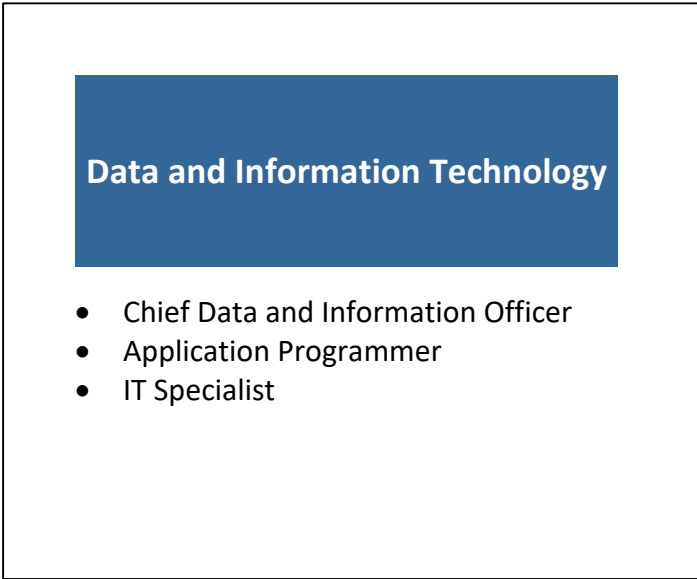 Data and Information Technology
• Chief Data and Information Officer
• Application Programmer
• IT Specialist